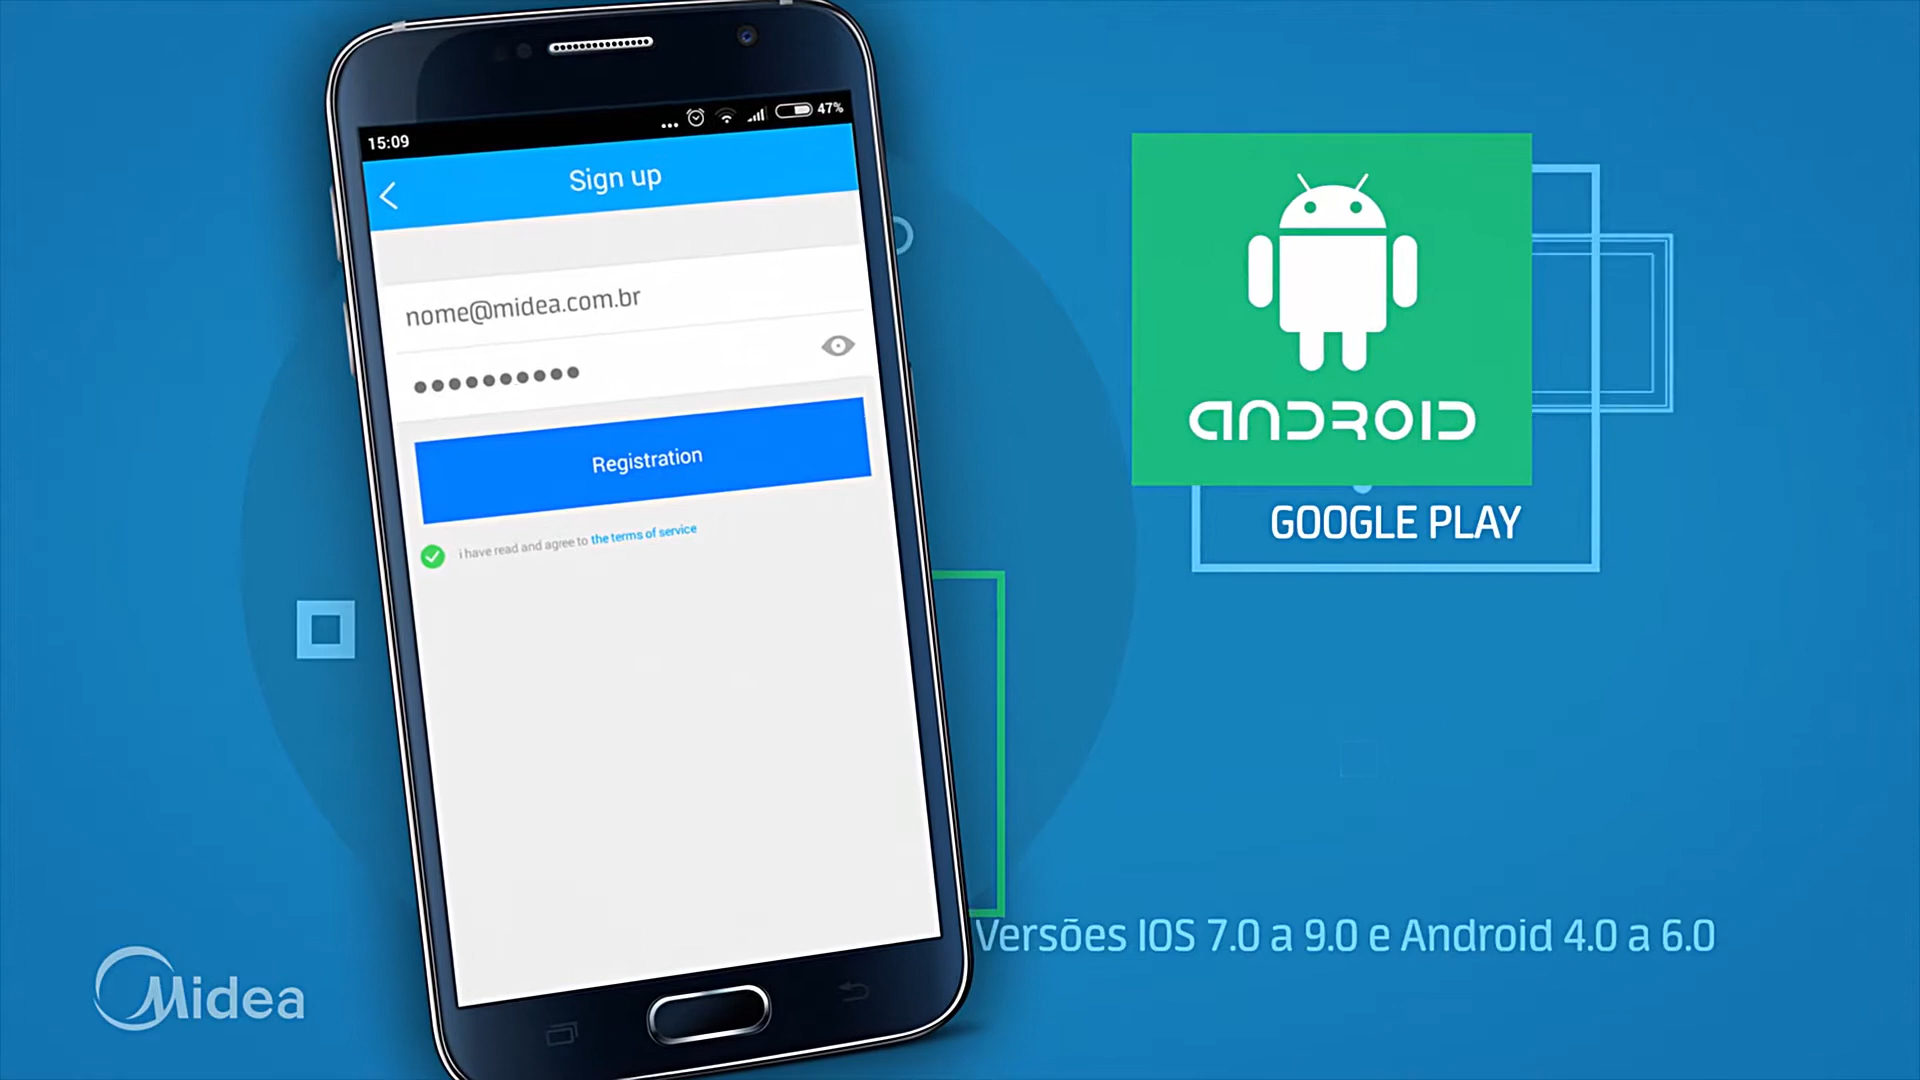 15:09
47%
Sign up
nome@midea.com.br
Registration
i have read and agree to the terms of service
ANDROID
GOOGLE PLAY
Versões IOS 7.0 a 9.0 e Android 4.0 a 6.0
Midea